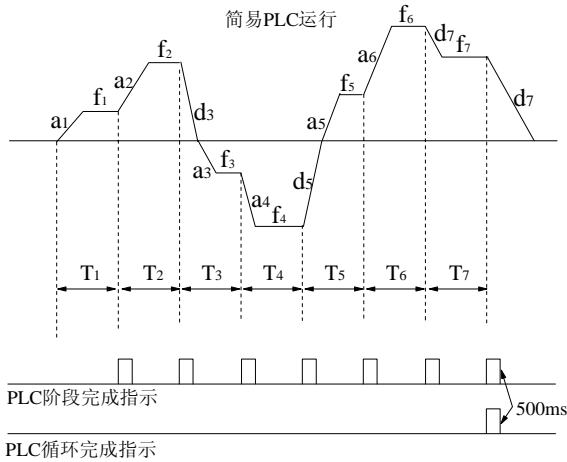 简易PLC运行
a1 f1 a2 f2 d3 a3 f3 a4 f4 d5 a5 f5 a6 f6 d7 f7 d7
T1 T2 T3 T4 T5 T6 T7
PLC阶段完成指示
500ms
PLC循环完成指示